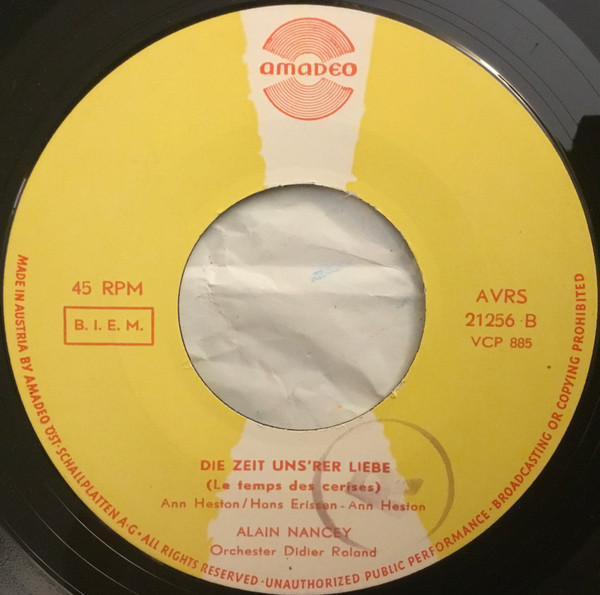 amadeo
45 RPM
B. I. E. M.
AVRS
21256 B
VCP 885
DIE ZEIT UNS'RER LIEBE
(Le temps des cerises)
Ann Heston/Hans Erissen - Ann Heston
ALAIN NANCEY
Orchester Didier Roland
MADE IN AUSTRIA BY AMADEO ÖST. SCHALLPLATTEN A·G · ALL RIGHTS RESERVED · UNAUTHORIZED PUBLIC PERFORMANCE · BROADCASTING OR COPYING PROHIBITED